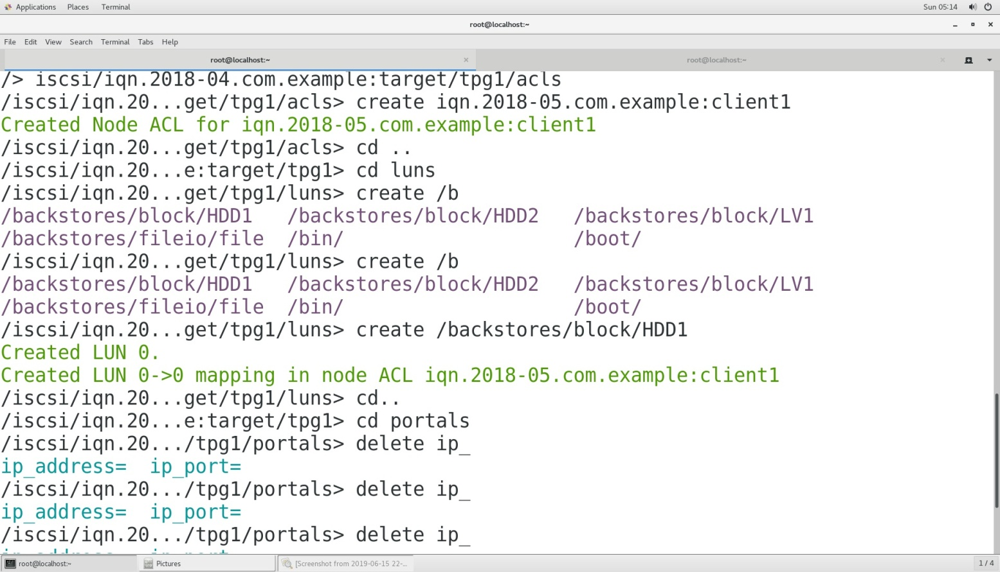 Applications Places Terminal Sun 05:14
root@localhost:~
File Edit View Search Terminal Tabs Help
root@localhost:~ root@localhost:~
/> iscsi/iqn.2018-04.com.example:target/tpg1/acls
/iscsi/iqn.20...get/tpg1/acls> create iqn.2018-05.com.example:client1
Created Node ACL for iqn.2018-05.com.example:client1
/iscsi/iqn.20...get/tpg1/acls> cd ..
/iscsi/iqn.20...e:target/tpg1> cd luns
/iscsi/iqn.20...get/tpg1/luns> create /b
/backstores/block/HDD1 /backstores/block/HDD2 /backstores/block/LV1
/backstores/fileio/file /bin/ /boot/
/iscsi/iqn.20...get/tpg1/luns> create /b
/backstores/block/HDD1 /backstores/block/HDD2 /backstores/block/LV1
/backstores/fileio/file /bin/ /boot/
/iscsi/iqn.20...get/tpg1/luns> create /backstores/block/HDD1
Created LUN 0.
Created LUN 0->0 mapping in node ACL iqn.2018-05.com.example:client1
/iscsi/iqn.20...get/tpg1/luns> cd..
/iscsi/iqn.20...e:target/tpg1> cd portals
/iscsi/iqn.20.../tpg1/portals> delete ip_
ip_address= ip_port=
/iscsi/iqn.20.../tpg1/portals> delete ip_
ip_address= ip_port=
/iscsi/iqn.20.../tpg1/portals> delete ip_
root@localhost:~ Pictures [Screenshot from 2019-06-15 22-... 1 / 4